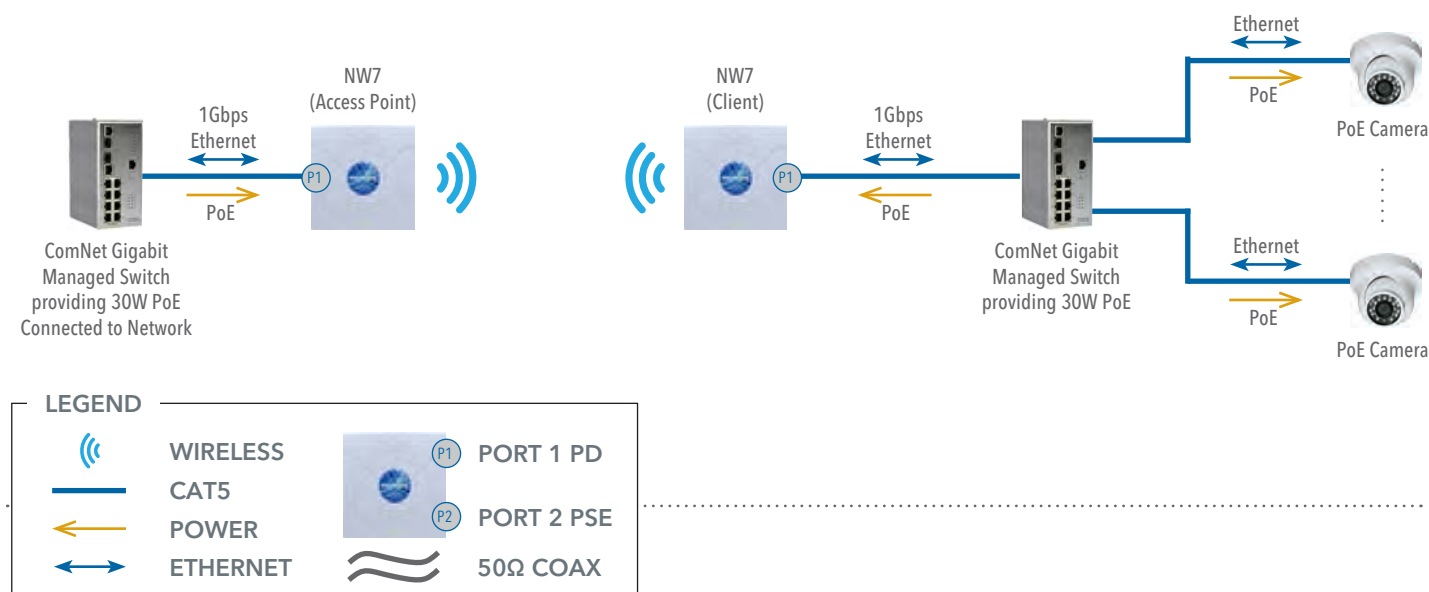 Ethernet
PoE
PoE Camera
NW7
(Access Point)
NW7
(Client)
1Gbps
Ethernet
P1
PoE
1Gbps
Ethernet
P1
PoE
ComNet Gigabit
Managed Switch
providing 30W PoE
Connected to Network
ComNet Gigabit
Managed Switch
providing 30W PoE
Ethernet
PoE
PoE Camera
LEGEND
WIRELESS
CAT5
POWER
ETHERNET
P1
PORT 1 PD
P2
PORT 2 PSE
50Ω COAX